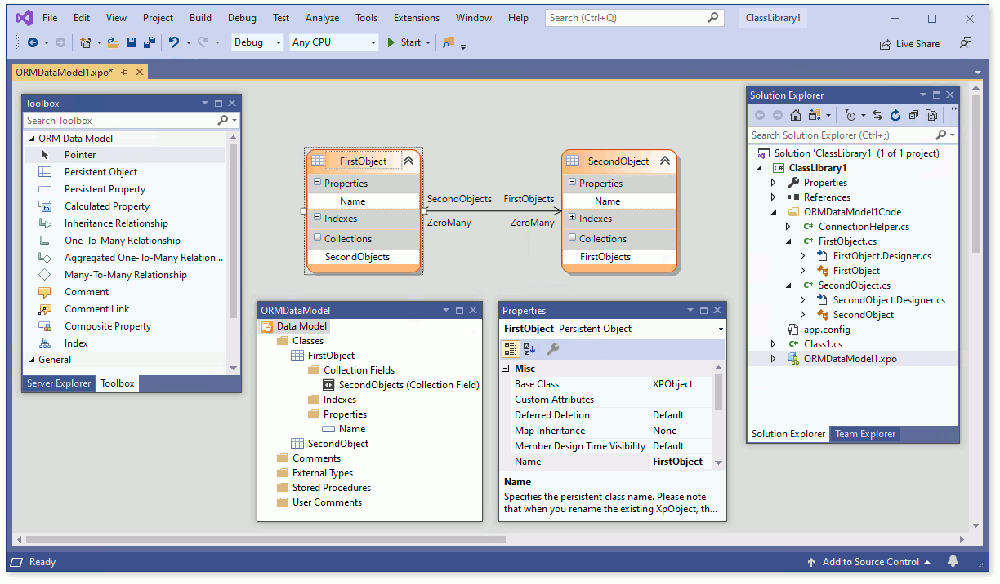 File Edit View Project Build Debug Test Analyze Tools Extensions Window Help Search (Ctrl+Q) ClassLibrary1
Debug Any CPU Start Live Share
ORMDataModel1.xpo*
Toolbox
Search Toolbox
ORM Data Model
Pointer
Persistent Object
Persistent Property
Calculated Property
Inheritance Relationship
One-To-Many Relationship
Aggregated One-To-Many Relation...
Many-To-Many Relationship
Comment
Comment Link
Composite Property
Index
General
Server Explorer Toolbox
FirstObject
Properties
Name
Indexes
Collections
SecondObjects
SecondObjects FirstObjects
ZeroMany ZeroMany
SecondObject
Properties
Name
Indexes
Collections
FirstObjects
ORMDataModel
Data Model
Classes
FirstObject
Collection Fields
SecondObjects (Collection Field)
Indexes
Properties
Name
SecondObject
Comments
External Types
Stored Procedures
User Comments
Properties
FirstObject Persistent Object
Misc
Base Class XPObject
Custom Attributes
Deferred Deletion Default
Map Inheritance None
Member Design Time Visibility Default
Name FirstObject
Name
Specifies the persistent class name. Please note
that when you rename the existing XpObject, th...
Solution Explorer
Search Solution Explorer (Ctrl+;)
Solution 'ClassLibrary1' (1 of 1 project)
C# ClassLibrary1
Properties
References
ORMDataModel1Code
C# ConnectionHelper.cs
C# FirstObject.cs
FirstObject.Designer.cs
FirstObject
C# SecondObject.cs
SecondObject.Designer.cs
SecondObject
app.config
C# Class1.cs
ORMDataModel1.xpo
Solution Explorer Team Explorer
Ready Add to Source Control